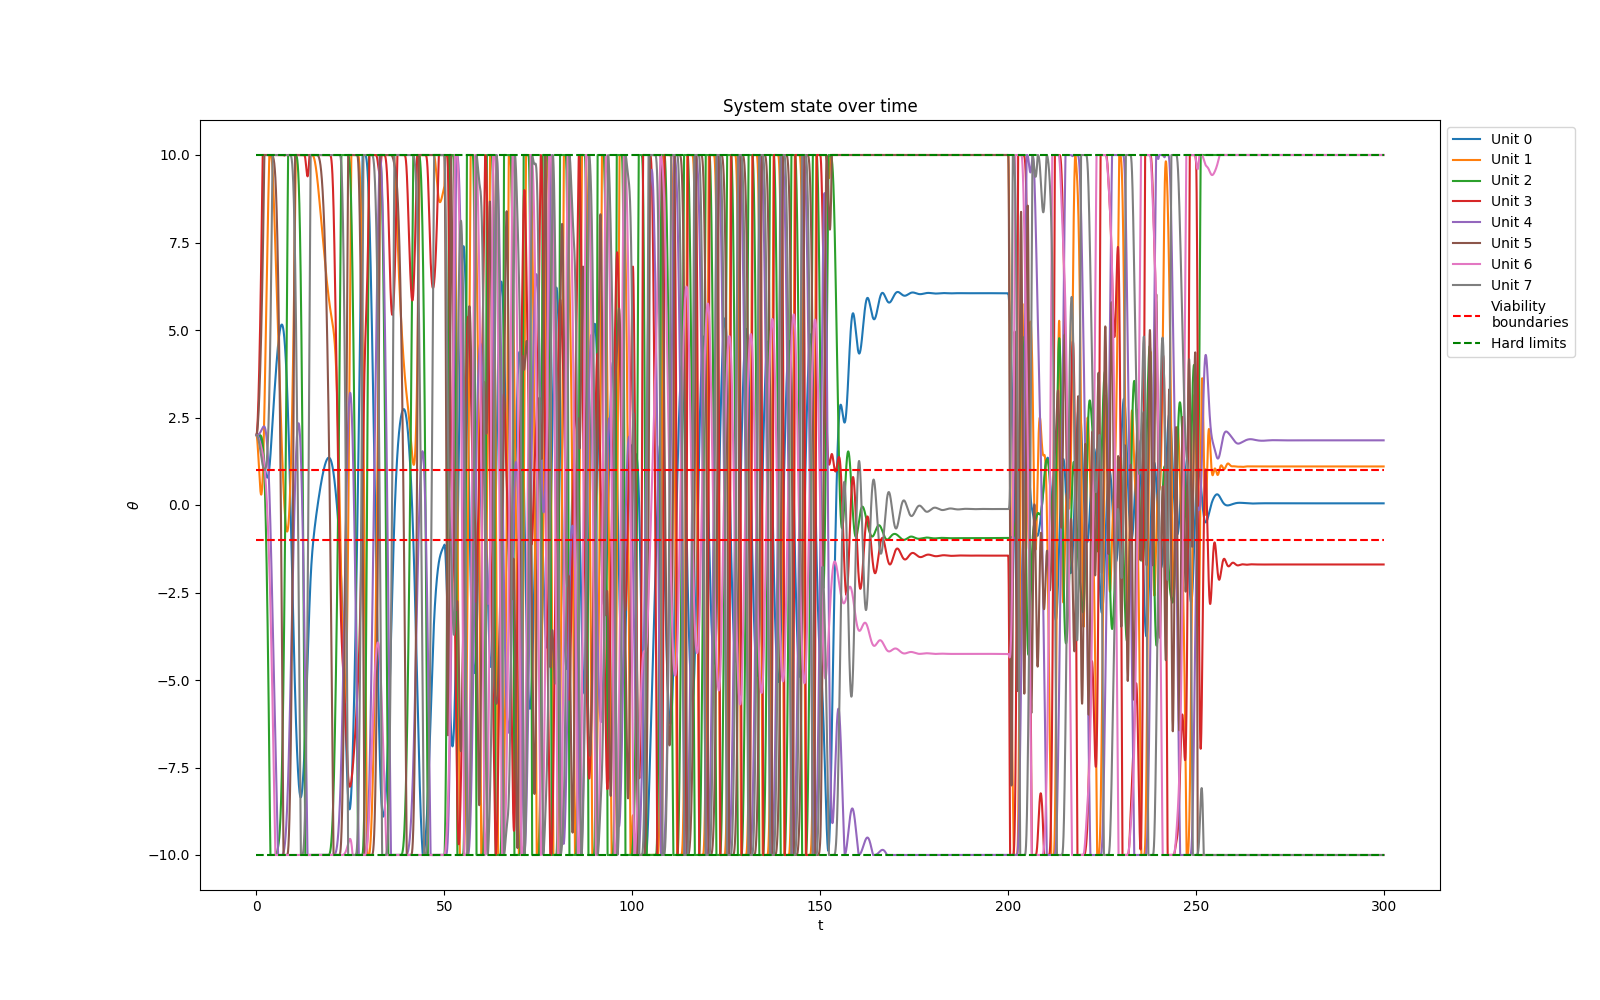 System state over time
10.0
7.5
5.0
2.5
0.0
−2.5
−5.0
−7.5
−10.0
θ
0
50
100
150
200
250
300
t
Unit 0
Unit 1
Unit 2
Unit 3
Unit 4
Unit 5
Unit 6
Unit 7
Viability
boundaries
Hard limits